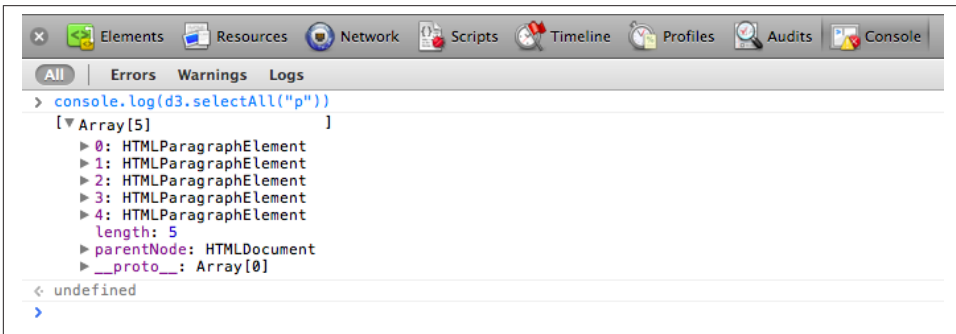 Elements Resources Network Scripts Timeline Profiles Audits Console
All Errors Warnings Logs
> console.log(d3.selectAll("p"))
[▼Array[5] ]
▶0: HTMLParagraphElement
▶1: HTMLParagraphElement
▶2: HTMLParagraphElement
▶3: HTMLParagraphElement
▶4: HTMLParagraphElement
length: 5
▶parentNode: HTMLDocument
▶__proto__: Array[0]
<· undefined
>